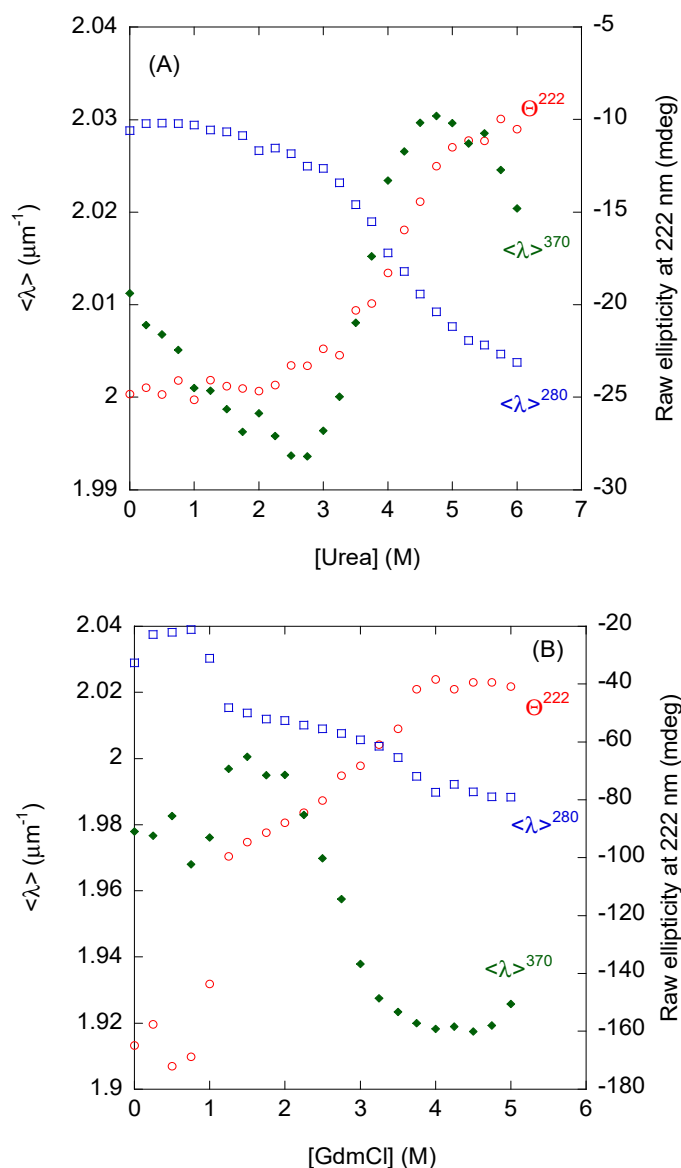 2.04
2.03
2.02
2.01
2
1.99
<λ> (µm⁻¹)
(A)
Θ²²²
<λ>³⁷⁰
<λ>²⁸⁰
-5
-10
-15
-20
-25
-30
Raw ellipticity at 222 nm (mdeg)
0 1 2 3 4 5 6 7
[Urea] (M)
2.04
2.02
2
1.98
1.96
1.94
1.92
1.9
<λ> (µm⁻¹)
(B)
Θ²²²
<λ>²⁸⁰
<λ>³⁷⁰
-20
-40
-60
-80
-100
-120
-140
-160
-180
Raw ellipticity at 222 nm (mdeg)
0 1 2 3 4 5 6
[GdmCl] (M)